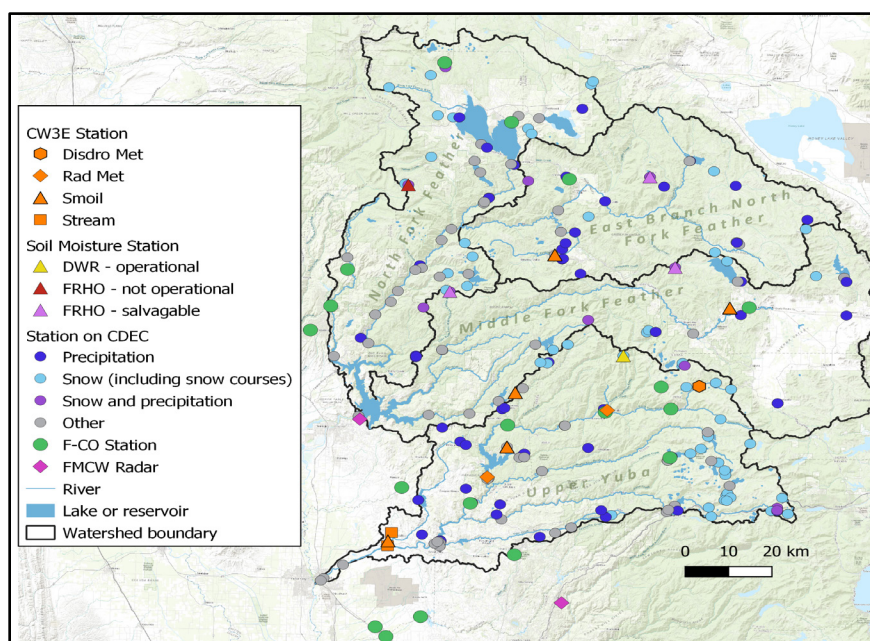 CW3E Station
Disdro Met
Rad Met
Smoil
Stream
Soil Moisture Station
DWR - operational
FRHO - not operational
FRHO - salvagable
Station on CDEC
Precipitation
Snow (including snow courses)
Snow and precipitation
Other
F-CO Station
FMCW Radar
River
Lake or reservoir
Watershed boundary
North Fork Feather
East Branch North
Fork Feather
Middle Fork Feather
Upper Yuba
0 10 20 km